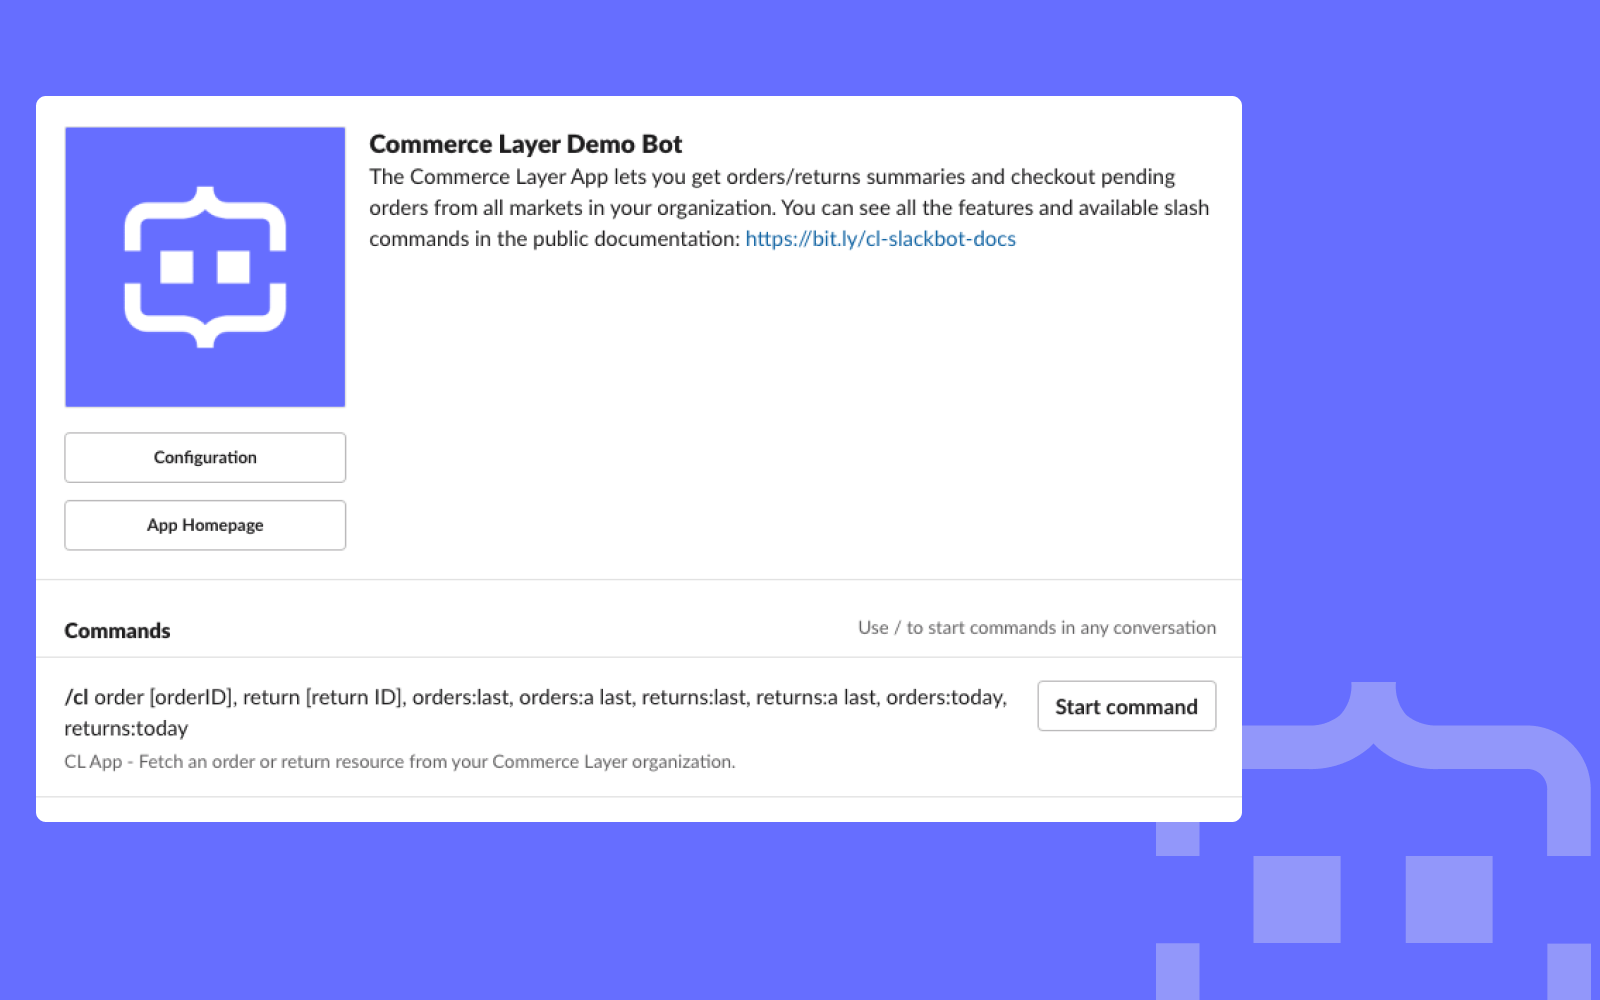 Commerce Layer Demo Bot
The Commerce Layer App lets you get orders/returns summaries and checkout pending
orders from all markets in your organization. You can see all the features and available slash
commands in the public documentation: https://bit.ly/cl-slackbot-docs
Configuration
App Homepage
Commands
Use / to start commands in any conversation
/cl order [orderID], return [return ID], orders:last, orders:a last, returns:last, returns:a last, orders:today,
returns:today
Start command
CL App - Fetch an order or return resource from your Commerce Layer organization.